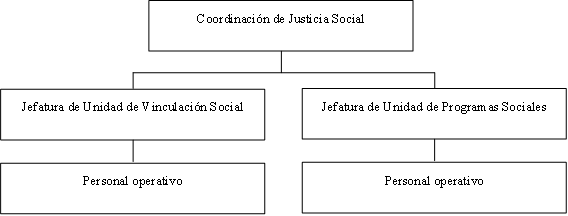 Coordinación de Justicia Social
Jefatura de Unidad de Vinculación Social
Jefatura de Unidad de Programas Sociales
Personal operativo
Personal operativo